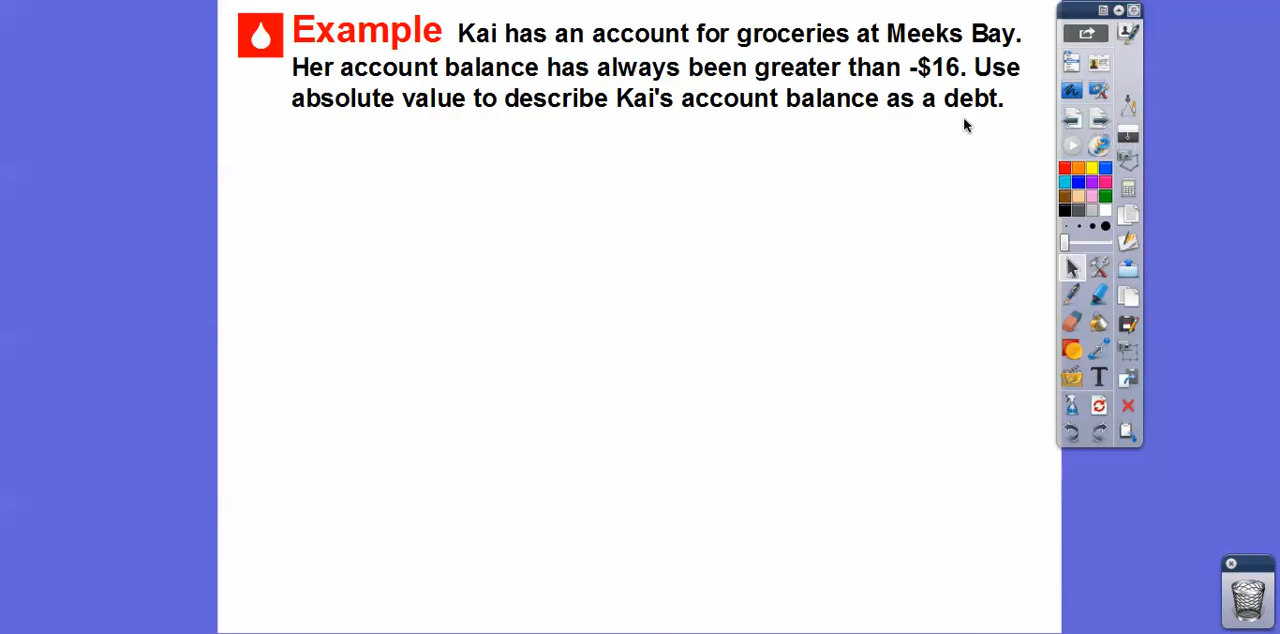 Example Kai has an account for groceries at Meeks Bay.
Her account balance has always been greater than -$16. Use
absolute value to describe Kai's account balance as a debt.